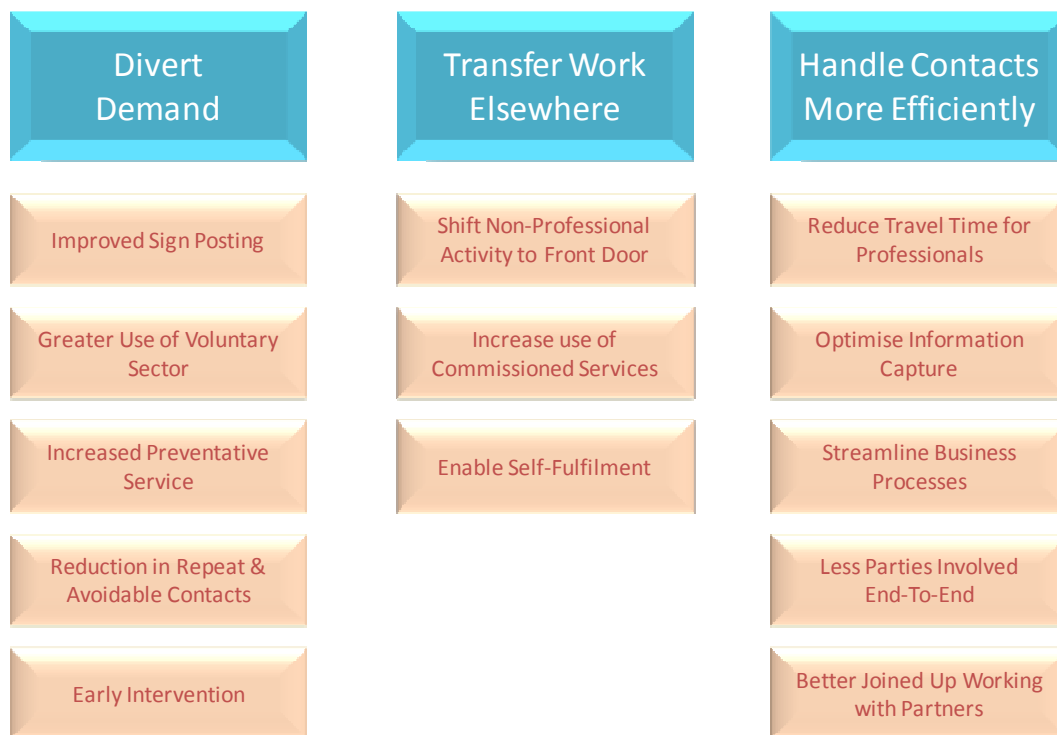 Divert
Demand
Improved Sign Posting
Greater Use of Voluntary
Sector
Increased Preventative
Service
Reduction in Repeat &
Avoidable Contacts
Early Intervention
Transfer Work
Elsewhere
Shift Non-Professional
Activity to Front Door
Increase use of
Commissioned Services
Enable Self-Fulfilment
Handle Contacts
More Efficiently
Reduce Travel Time for
Professionals
Optimise Information
Capture
Streamline Business
Processes
Less Parties Involved
End-To-End
Better Joined Up Working
with Partners